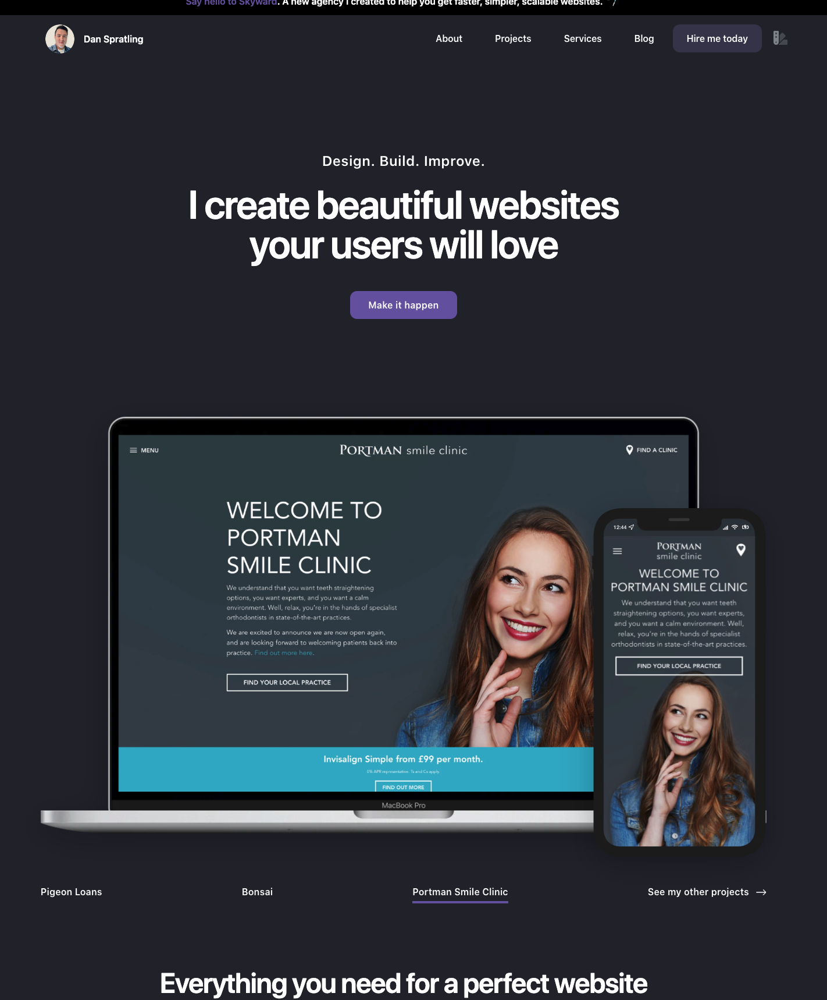 Say hello to Skyward. A new agency I created to help you get faster, simpler, scalable websites.
Dan Spratling
About
Projects
Services
Blog
Hire me today
Design. Build. Improve.
I create beautiful websites
your users will love
Make it happen
MENU
PORTMAN smile clinic
FIND A CLINIC
WELCOME TO
PORTMAN
SMILE CLINIC
We understand that you want teeth straightening
options, you want experts, and you want a calm
environment. Well, relax, you're in the hands of specialist
orthodontists in state-of-the-art practices.
We are excited to announce we are now open again,
and are looking forward to welcoming patients back into
practice. Find out more here.
FIND YOUR LOCAL PRACTICE
Invisalign Simple from £99 per month.
0% APR representative. Ts and Cs apply.
FIND OUT MORE
MacBook Pro
12:44
PORTMAN
smile clinic
WELCOME TO
PORTMAN SMILE CLINIC
We understand that you want teeth
straightening options, you want experts,
and you want a calm environment. Well,
relax, you're in the hands of specialist
orthodontists in state-of-the-art practices.
FIND YOUR LOCAL PRACTICE
Pigeon Loans
Bonsai
Portman Smile Clinic
See my other projects →
Everything you need for a perfect website